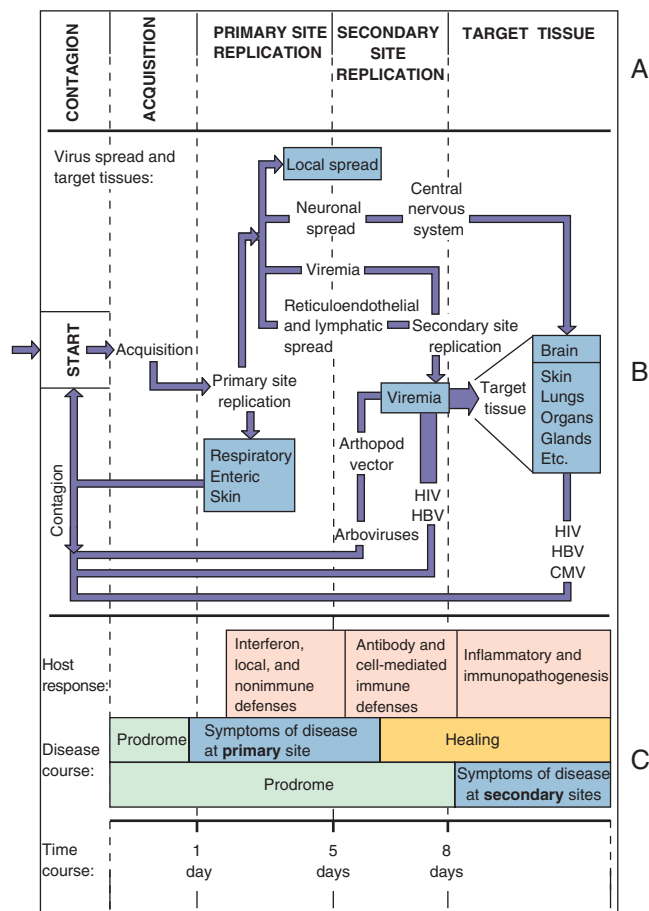 CONTAGION
ACQUISITION
PRIMARY SITE
REPLICATION
SECONDARY
SITE
REPLICATION
TARGET TISSUE
A
Virus spread and
target tissues:
Local spread
Neuronal
spread
Central
nervous
system
Viremia
Reticuloendothelial
and lymphatic
spread
Secondary site
replication
START
Acquisition
Primary site
replication
Brain
Skin
Lungs
Organs
Glands
Etc.
Target
tissue
B
Viremia
Respiratory
Enteric
Skin
Arthopod
vector
Contagion
HIV
HBV
Arboviruses
HIV
HBV
CMV
Host
response:
Interferon,
local, and
nonimmune
defenses
Antibody and
cell-mediated
immune
defenses
Inflammatory and
immunopathogenesis
Disease
course:
Prodrome
Symptoms of disease
at primary site
Healing
C
Prodrome
Symptoms of disease
at secondary sites
Time
course:
1
day
5
days
8
days